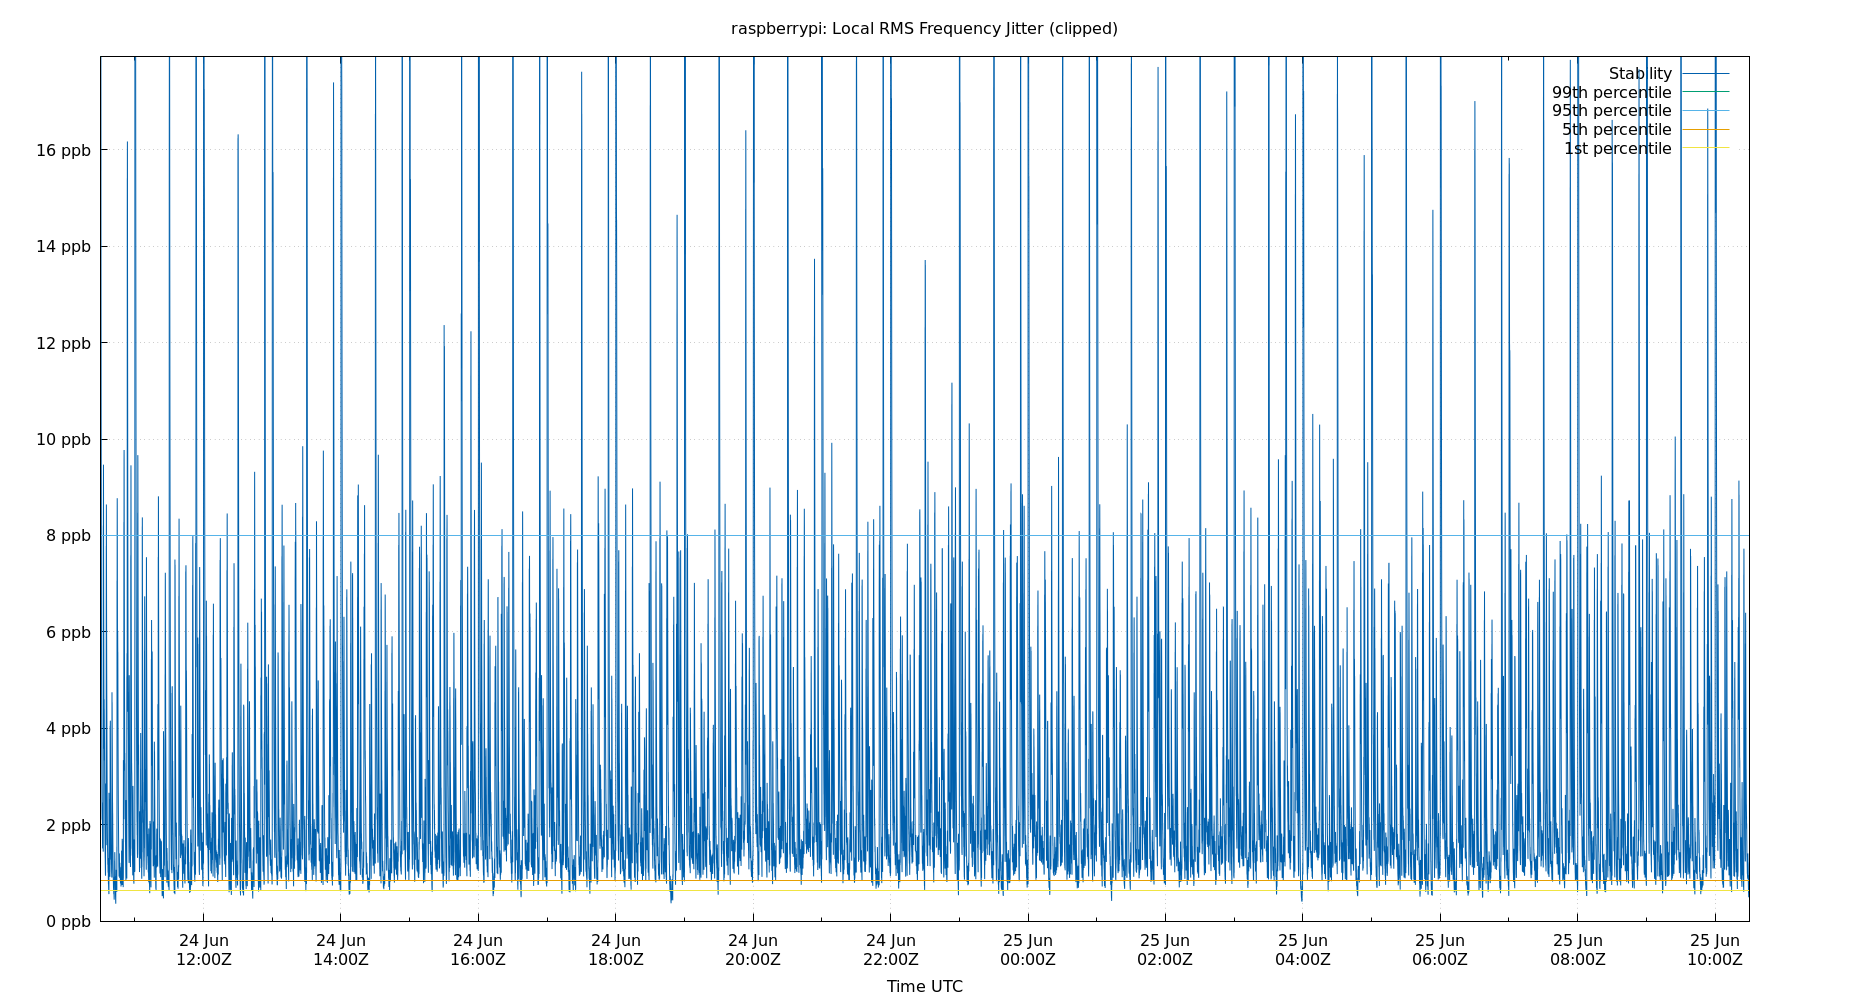 raspberrypi: Local RMS Frequency Jitter (clipped)
Stability
99th percentile
95th percentile
5th percentile
1st percentile
16 ppb
14 ppb
12 ppb
10 ppb
8 ppb
6 ppb
4 ppb
2 ppb
0 ppb
24 Jun 24 Jun 24 Jun 24 Jun 24 Jun 24 Jun 25 Jun 25 Jun 25 Jun 25 Jun 25 Jun 25 Jun
12:00Z 14:00Z 16:00Z 18:00Z 20:00Z 22:00Z 00:00Z 02:00Z 04:00Z 06:00Z 08:00Z 10:00Z
Time UTC